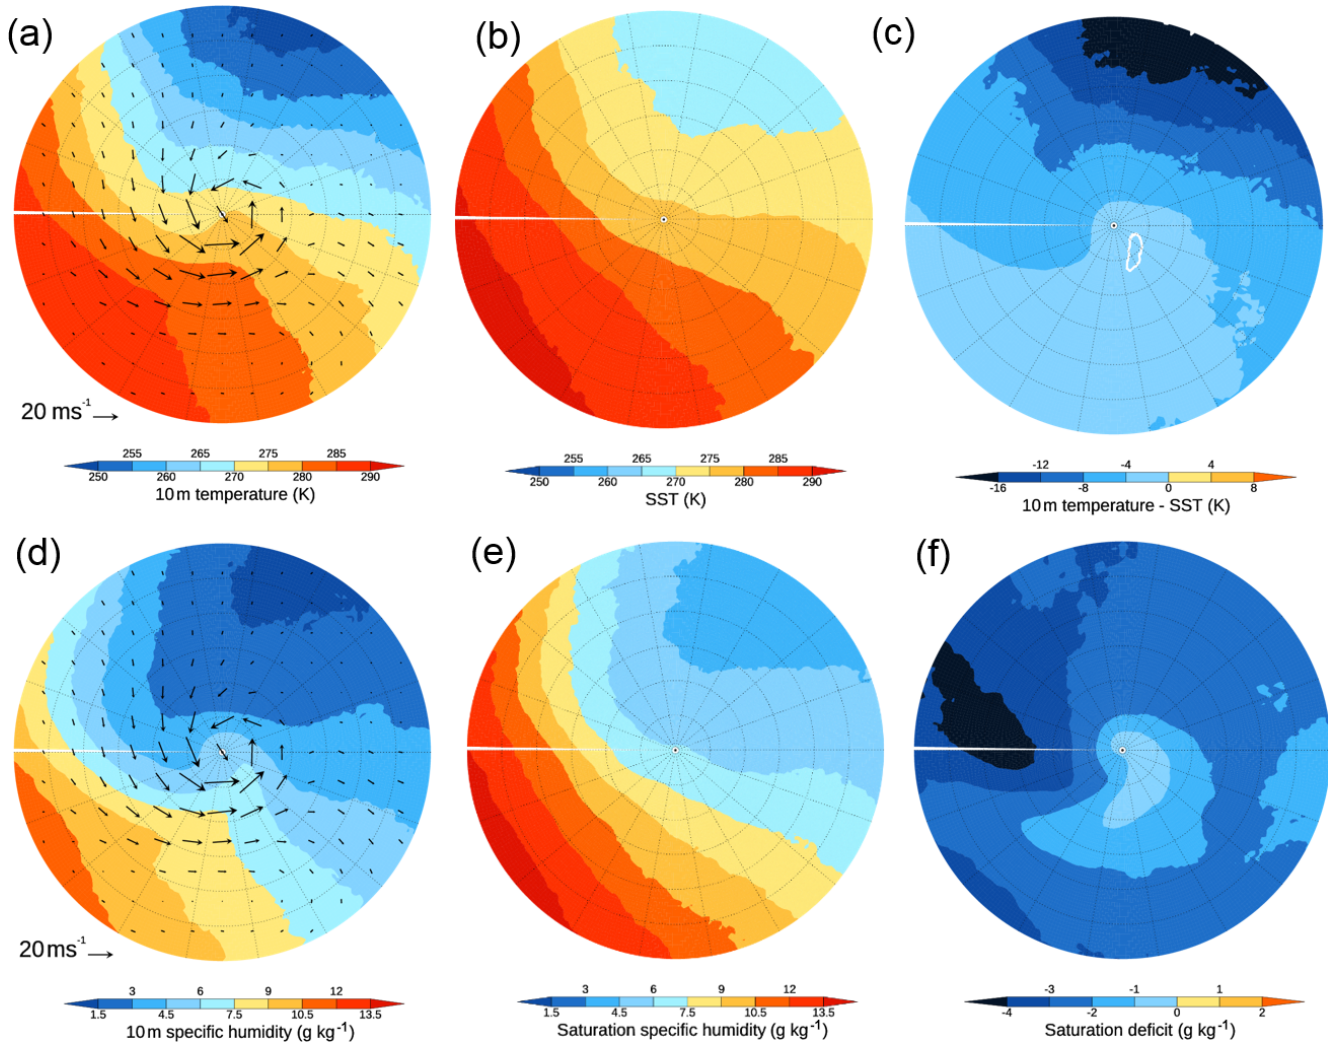 (a)
(b)
(c)
20 ms⁻¹
255 265 275 285
250 260 270 280 290
10 m temperature (K)
255 265 275 285
250 260 270 280 290
SST (K)
-12 -4 4
-16 -8 0 8
10 m temperature - SST (K)
(d)
(e)
(f)
20 ms⁻¹
3 6 9 12
1.5 4.5 7.5 10.5 13.5
10 m specific humidity (g kg⁻¹)
3 6 9 12
1.5 4.5 7.5 10.5 13.5
Saturation specific humidity (g kg⁻¹)
-3 -1 1
-4 -2 0 2
Saturation deficit (g kg⁻¹)